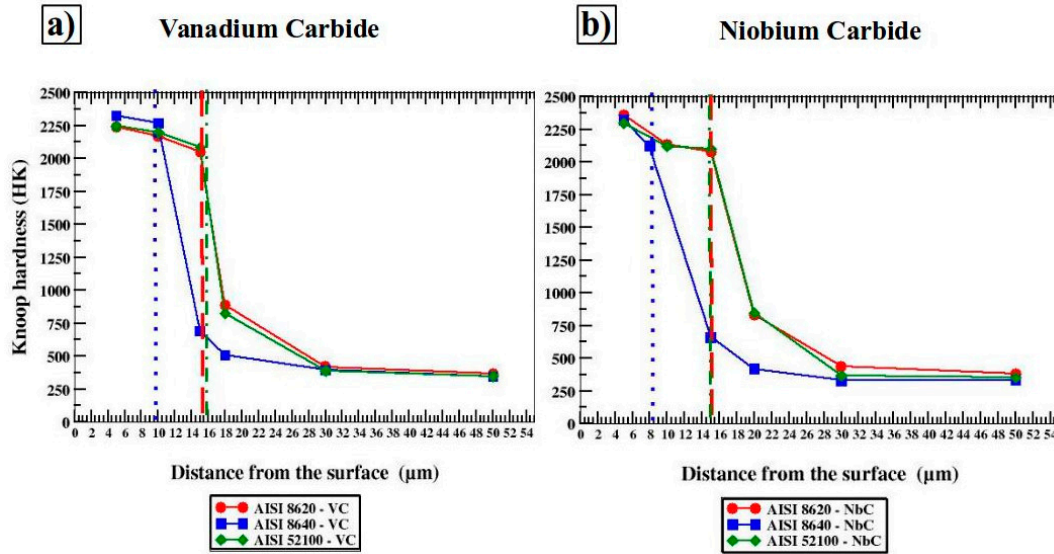 a) Vanadium Carbide
b) Niobium Carbide
Knoop hardness (HK)
2500
2250
2000
1750
1500
1250
1000
750
500
250
0
0 2 4 6 8 10 12 14 16 18 20 22 24 26 28 30 32 34 36 38 40 42 44 46 48 50 52 54
Distance from the surface (µm)
AISI 8620 - VC
AISI 8640 - VC
AISI 52100 - VC
2500
2250
2000
1750
1500
1250
1000
750
500
250
0
0 2 4 6 8 10 12 14 16 18 20 22 24 26 28 30 32 34 36 38 40 42 44 46 48 50 52 54
Distance from the surface (µm)
AISI 8620 - NbC
AISI 8640 - NbC
AISI 52100 - NbC